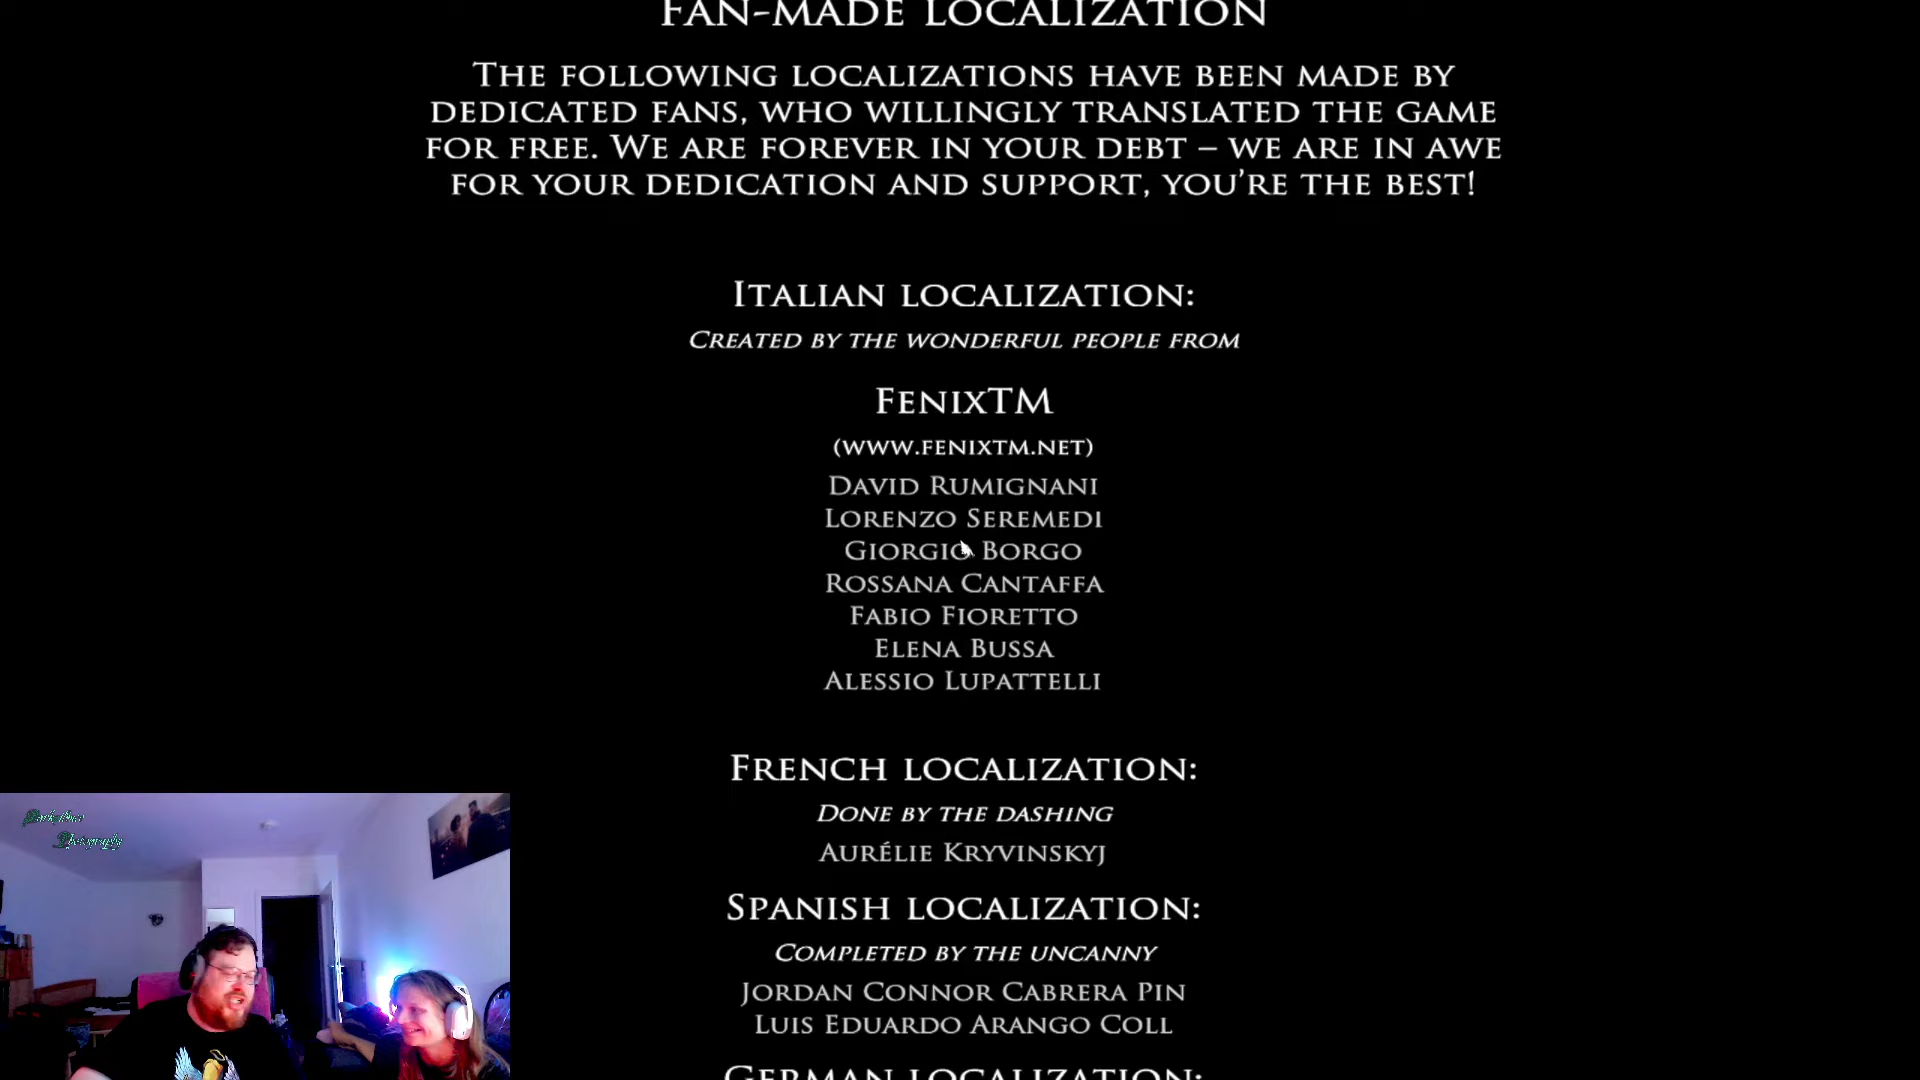 Fan-made localization
The following localizations have been made by
dedicated fans, who willingly translated the game
for free. We are forever in your debt – we are in awe
for your dedication and support, you’re the best!
Italian localization:
Created by the wonderful people from
FenixTM
(www.fenixtm.net)
David Rumignani
Lorenzo Seremedi
Giorgio Borgo
Rossana Cantaffa
Fabio Fioretto
Elena Bussa
Alessio Lupattelli
French localization:
Done by the dashing
Aurélie Kryvinskyj
Spanish localization:
Completed by the uncanny
Jordan Connor Cabrera Pin
Luis Eduardo Arango Coll
German localization:
Photography